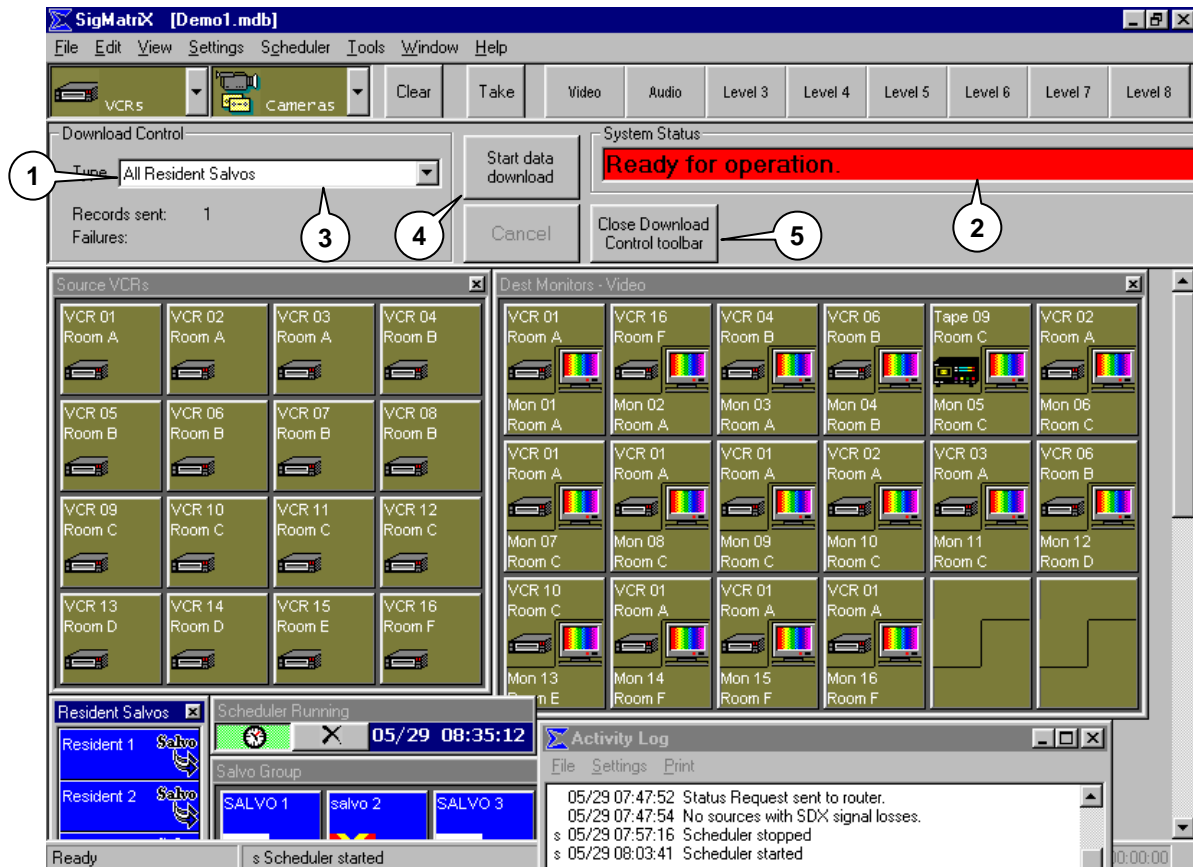 SigMatriX [Demo1.mdb]
File Edit View Settings Scheduler Tools Window Help
VCRs
Cameras
Clear
Take
Video
Audio
Level 3
Level 4
Level 5
Level 6
Level 7
Level 8
Download Control
Type
All Resident Salvos
Records sent: 1
Failures:
Start data
download
Cancel
System Status
Ready for operation.
Close Download
Control toolbar
1
3
4
5
2
Source VCRs
VCR 01
Room A
VCR 02
Room A
VCR 03
Room A
VCR 04
Room B
VCR 05
Room B
VCR 06
Room B
VCR 07
Room B
VCR 08
Room B
VCR 09
Room C
VCR 10
Room C
VCR 11
Room C
VCR 12
Room C
VCR 13
Room D
VCR 14
Room D
VCR 15
Room E
VCR 16
Room F
Dest Monitors - Video
VCR 01
Room A
Mon 01
Room A
VCR 16
Room F
Mon 02
Room A
VCR 04
Room B
Mon 03
Room A
VCR 06
Room B
Mon 04
Room B
Tape 09
Room C
Mon 05
Room C
VCR 02
Room A
Mon 06
Room C
VCR 01
Room A
Mon 07
Room C
VCR 01
Room A
Mon 08
Room C
VCR 01
Room A
Mon 09
Room C
VCR 02
Room A
Mon 10
Room C
VCR 03
Room A
Mon 11
Room C
VCR 06
Room B
Mon 12
Room D
VCR 10
Room C
Mon 13
Room E
VCR 01
Room A
Mon 14
Room F
VCR 01
Room A
Mon 15
Room F
VCR 01
Room A
Mon 16
Room F
Resident Salvos
Resident 1
Salvo
Resident 2
Salvo
Scheduler Running
05/29 08:35:12
Salvo Group
SALVO 1
salvo 2
SALVO 3
Activity Log
File Settings Print
05/29 07:47:52 Status Request sent to router.
05/29 07:47:54 No sources with SDX signal losses.
s 05/29 07:57:16 Scheduler stopped
s 05/29 08:03:41 Scheduler started
Ready
s Scheduler started
00:00:00